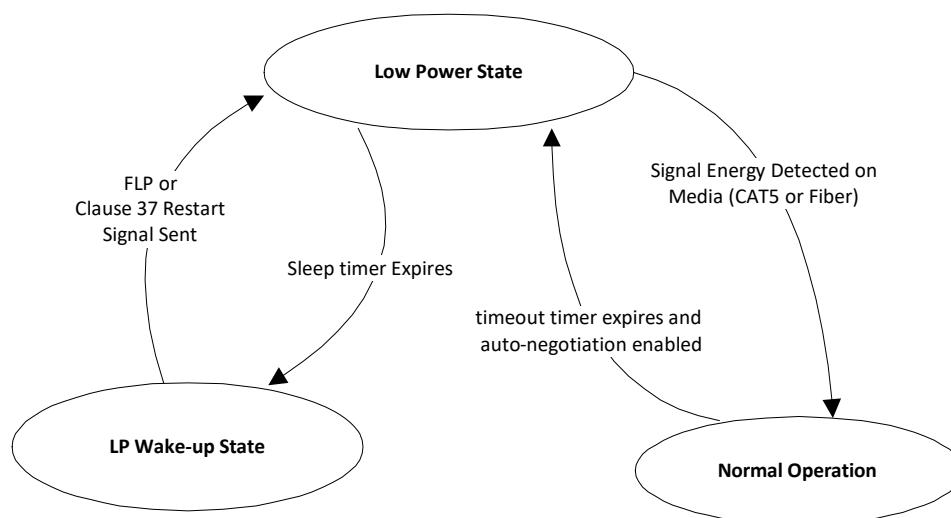 Low Power State
FLP or
Clause 37 Restart
Signal Sent
Signal Energy Detected on
Media (CAT5 or Fiber)
Sleep timer Expires
timeout timer expires and
auto-negotiation enabled
LP Wake-up State
Normal Operation